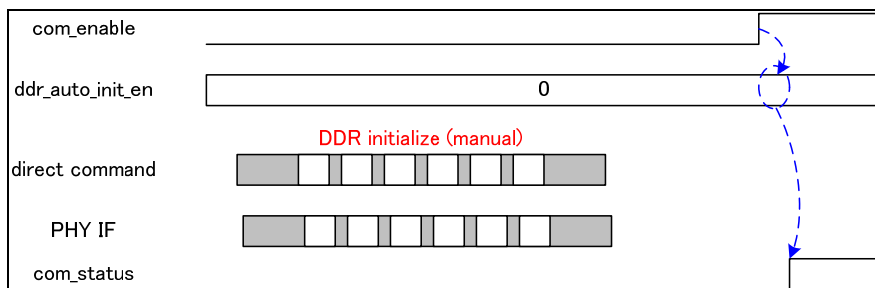 com_enable
ddr_auto_init_en
0
DDR initialize (manual)
direct command
PHY IF
com_status